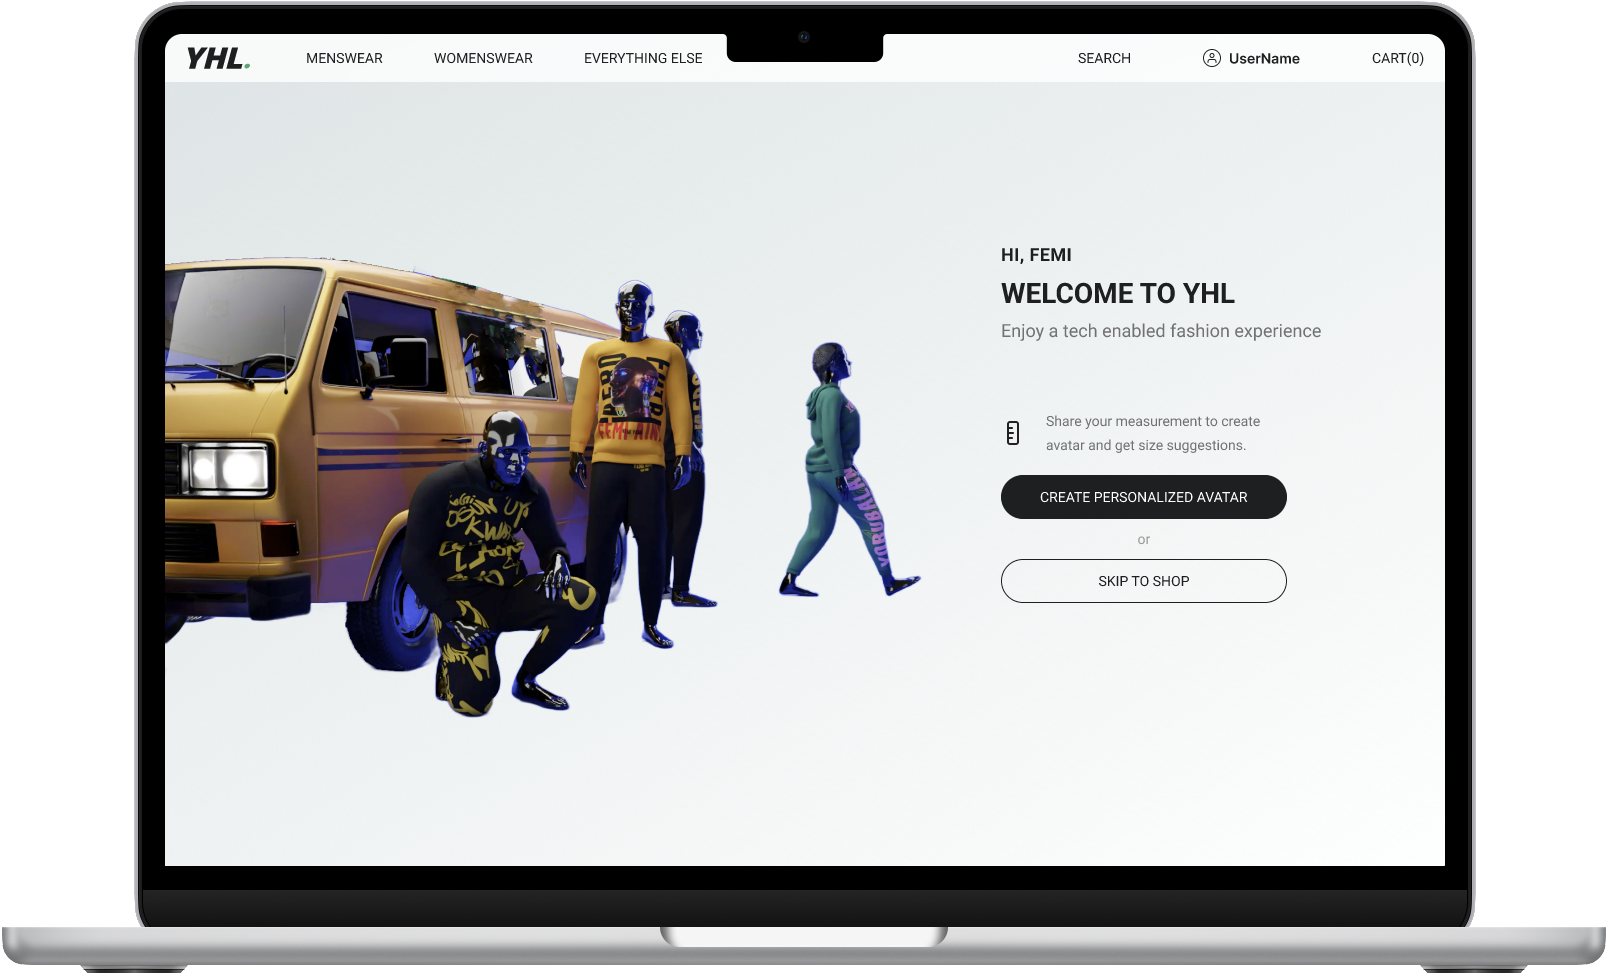 YHL.
MENSWEAR
WOMENSWEAR
EVERYTHING ELSE
SEARCH
UserName
CART(0)
HI, FEMI
WELCOME TO YHL
Enjoy a tech enabled fashion experience
Share your measurement to create
avatar and get size suggestions.
CREATE PERSONALIZED AVATAR
or
SKIP TO SHOP